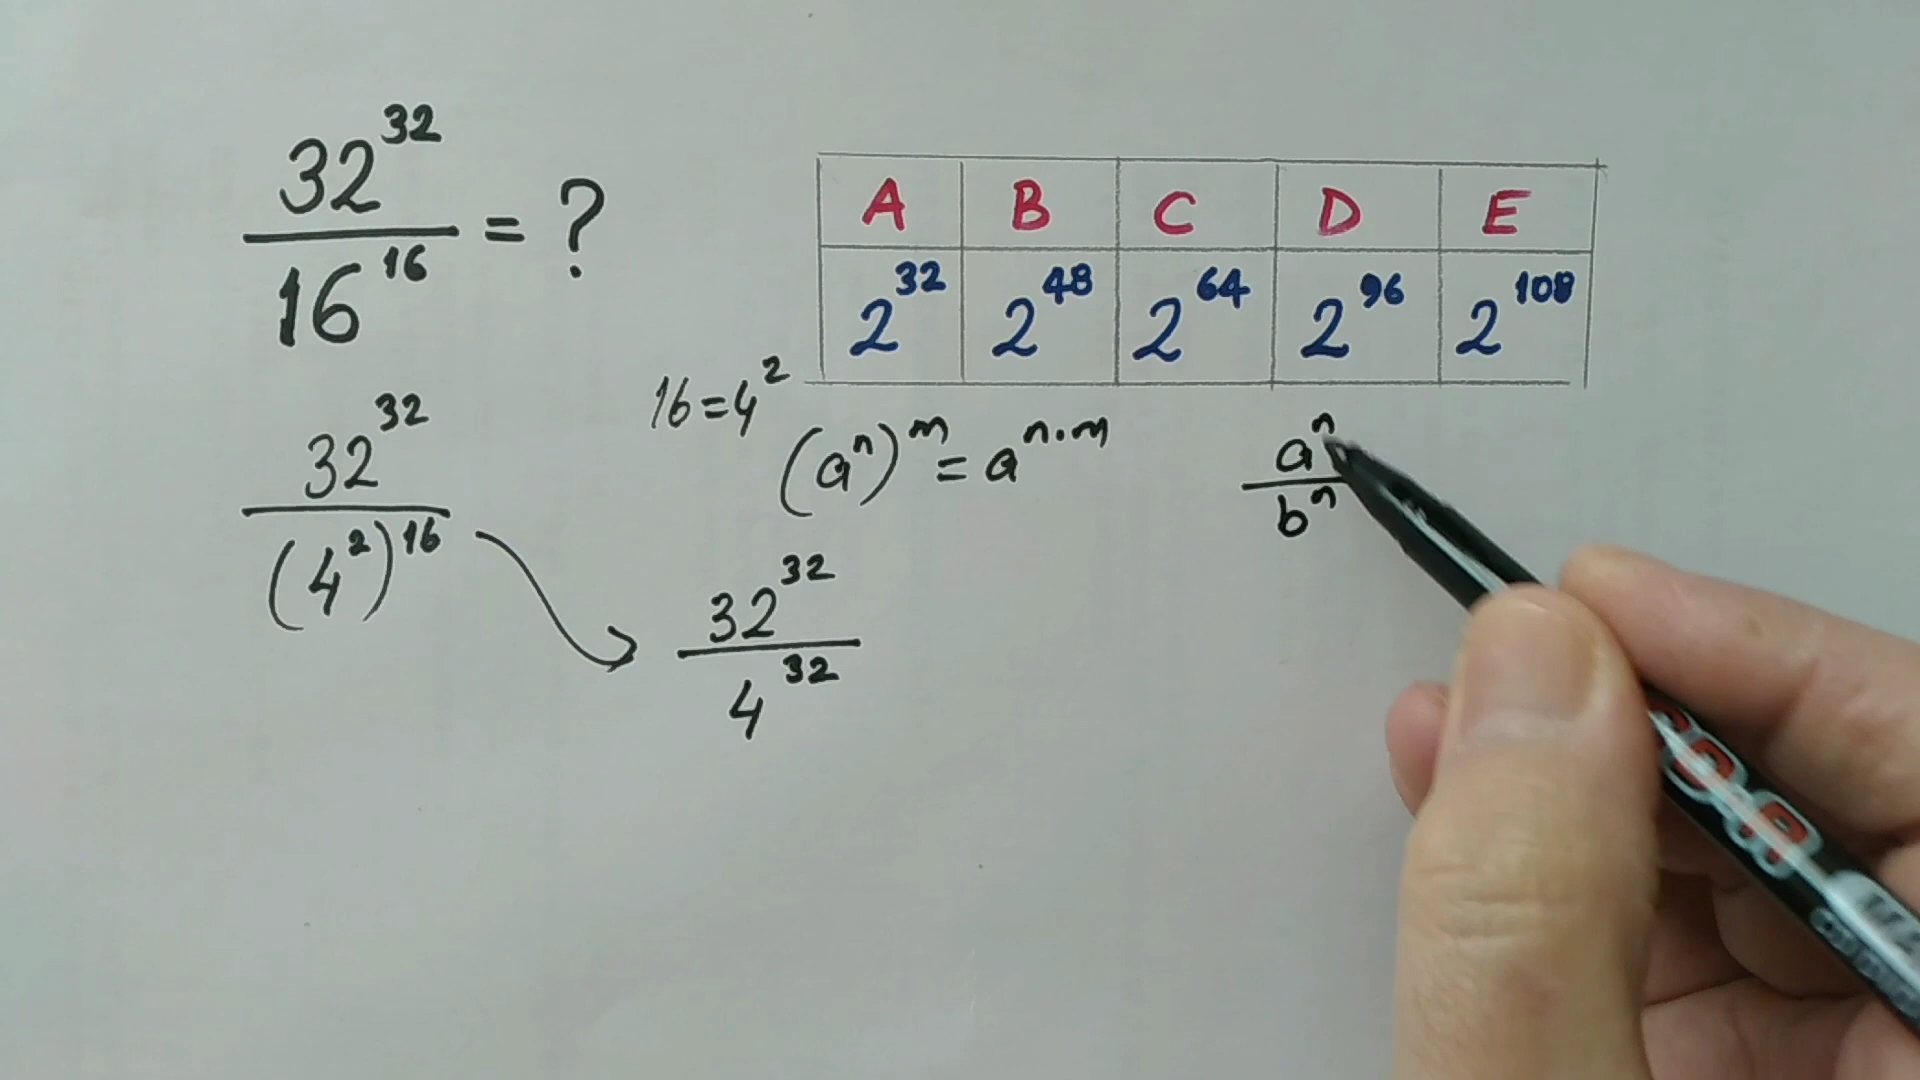 32^32 / 16^16 = ?
A B C D E
2^32 2^48 2^64 2^96 2^108
16=4^2
(a^n)^m = a^n·m
a^n / b^n
32^32 / (4^2)^16
32^32 / 4^32